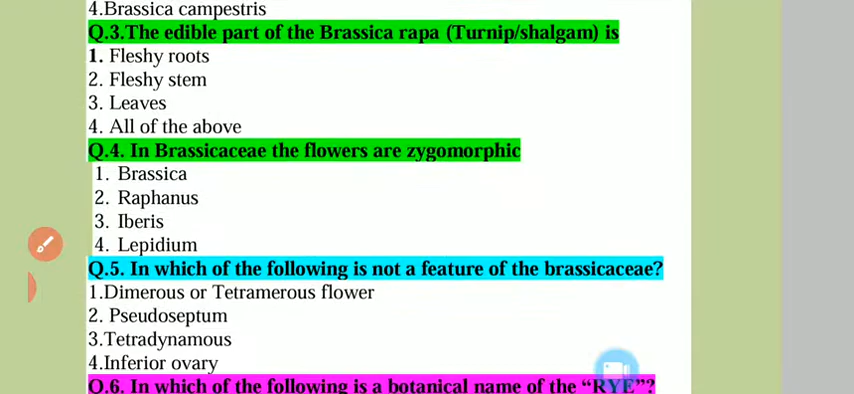 4.Brassica campestris
Q.3.The edible part of the Brassica rapa (Turnip/shalgam) is
1. Fleshy roots
2. Fleshy stem
3. Leaves
4. All of the above
Q.4. In Brassicaceae the flowers are zygomorphic
1. Brassica
2. Raphanus
3. Iberis
4. Lepidium
Q.5. In which of the following is not a feature of the brassicaceae?
1.Dimerous or Tetramerous flower
2. Pseudoseptum
3.Tetradynamous
4.Inferior ovary
Q.6. In which of the following is a botanical name of the “RYE”?